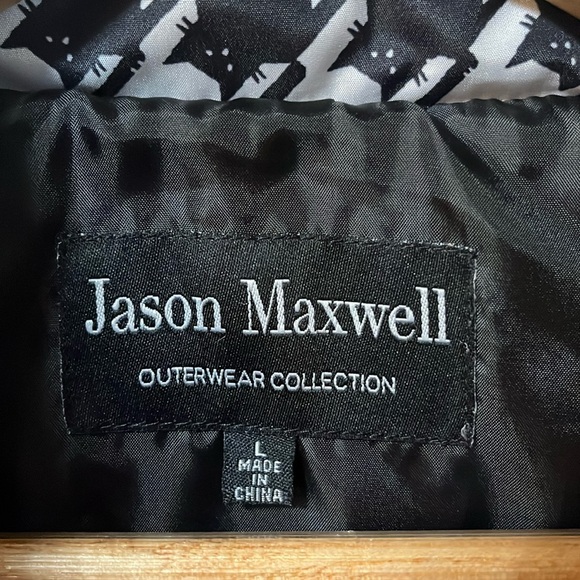 Jason Maxwell
OUTERWEAR COLLECTION
L
MADE
IN
CHINA